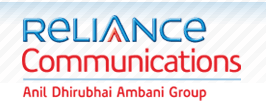 RELIANCE
Communications
Anil Dhirubhai Ambani Group